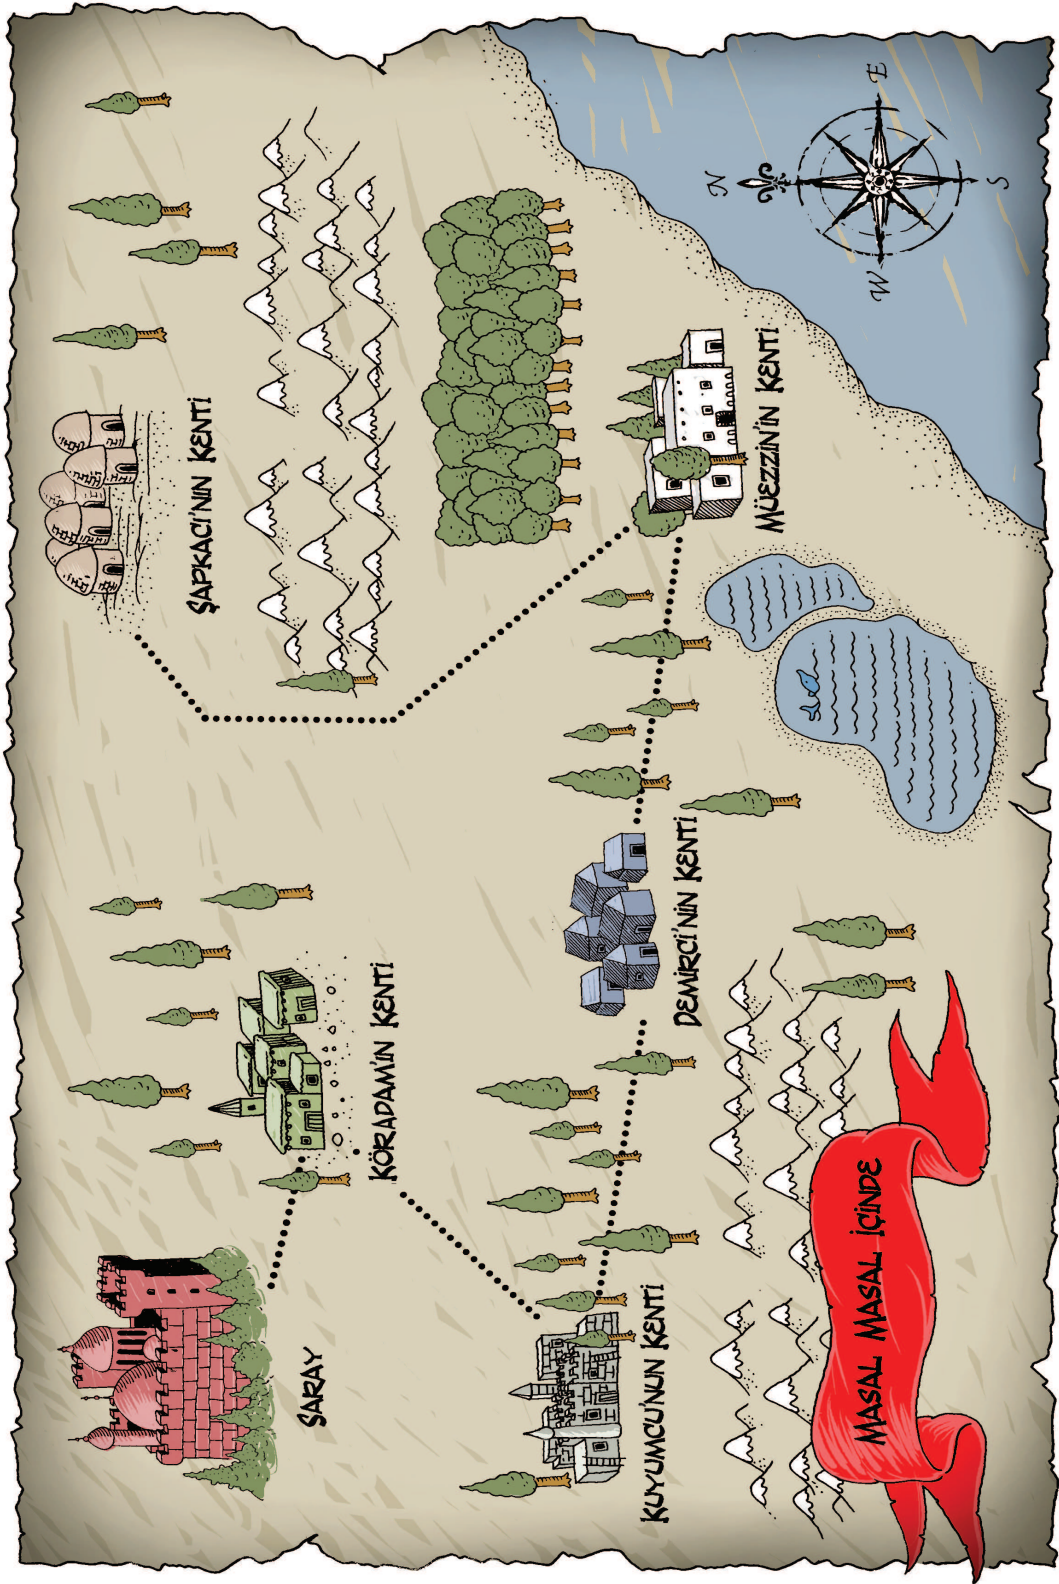 ŞAPKACI'NIN KENTİ
SARAY
KÖRADAM'IN KENTİ
KUYUMCU'NUN KENTİ
DEMİRCİ'NİN KENTİ
MÜEZZİN'İN KENTİ
MASAL MASAL İÇİNDE
N
W
E
S